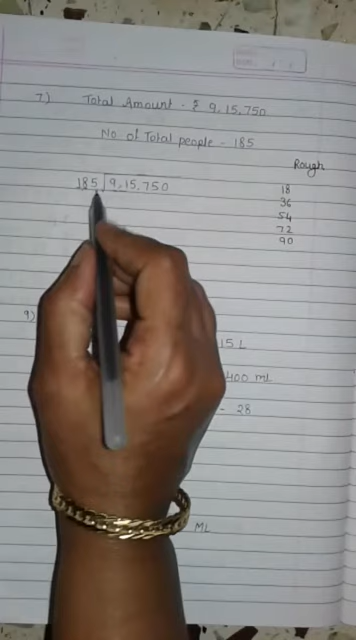 7) Total Amount - ₹ 9,15,750
No of Total people - 185
Rough
185 9,15,750
18
36
54
72
90
9)
15 L
400 ml
- 28
ML